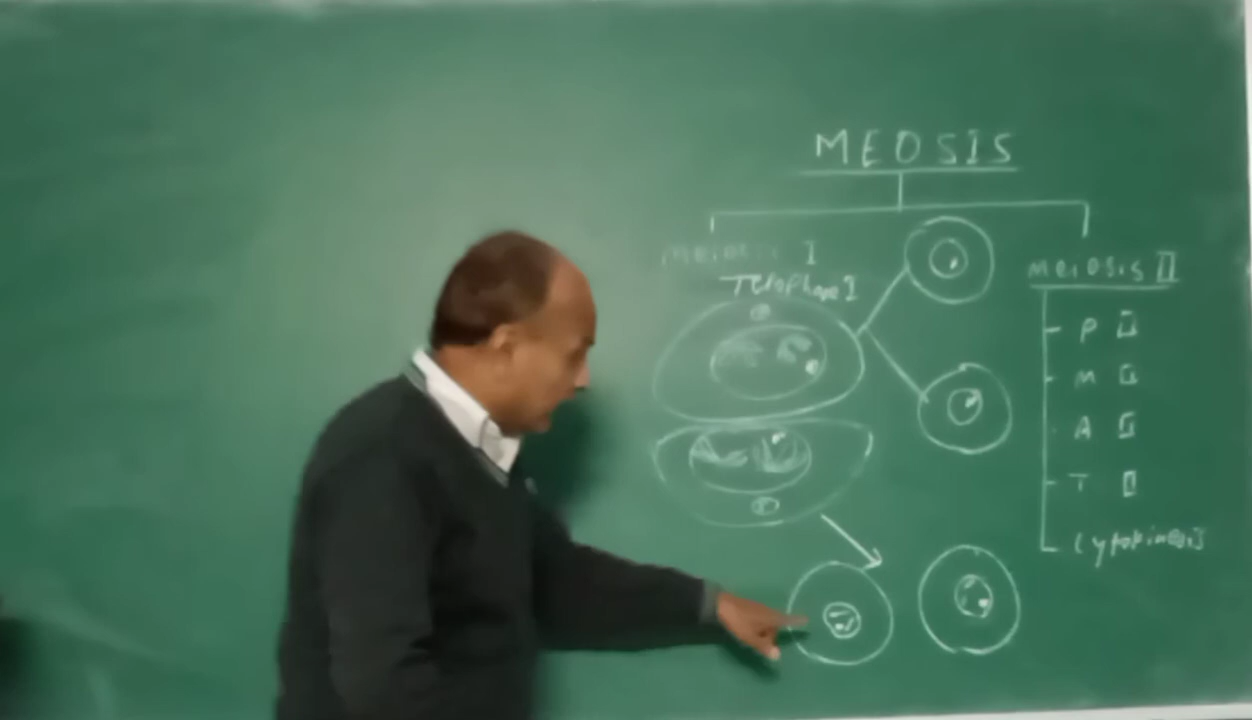 MEOSIS
meiosis I
Telophase I
meiosis II
P II
M II
A II
T II
Cytokinesis